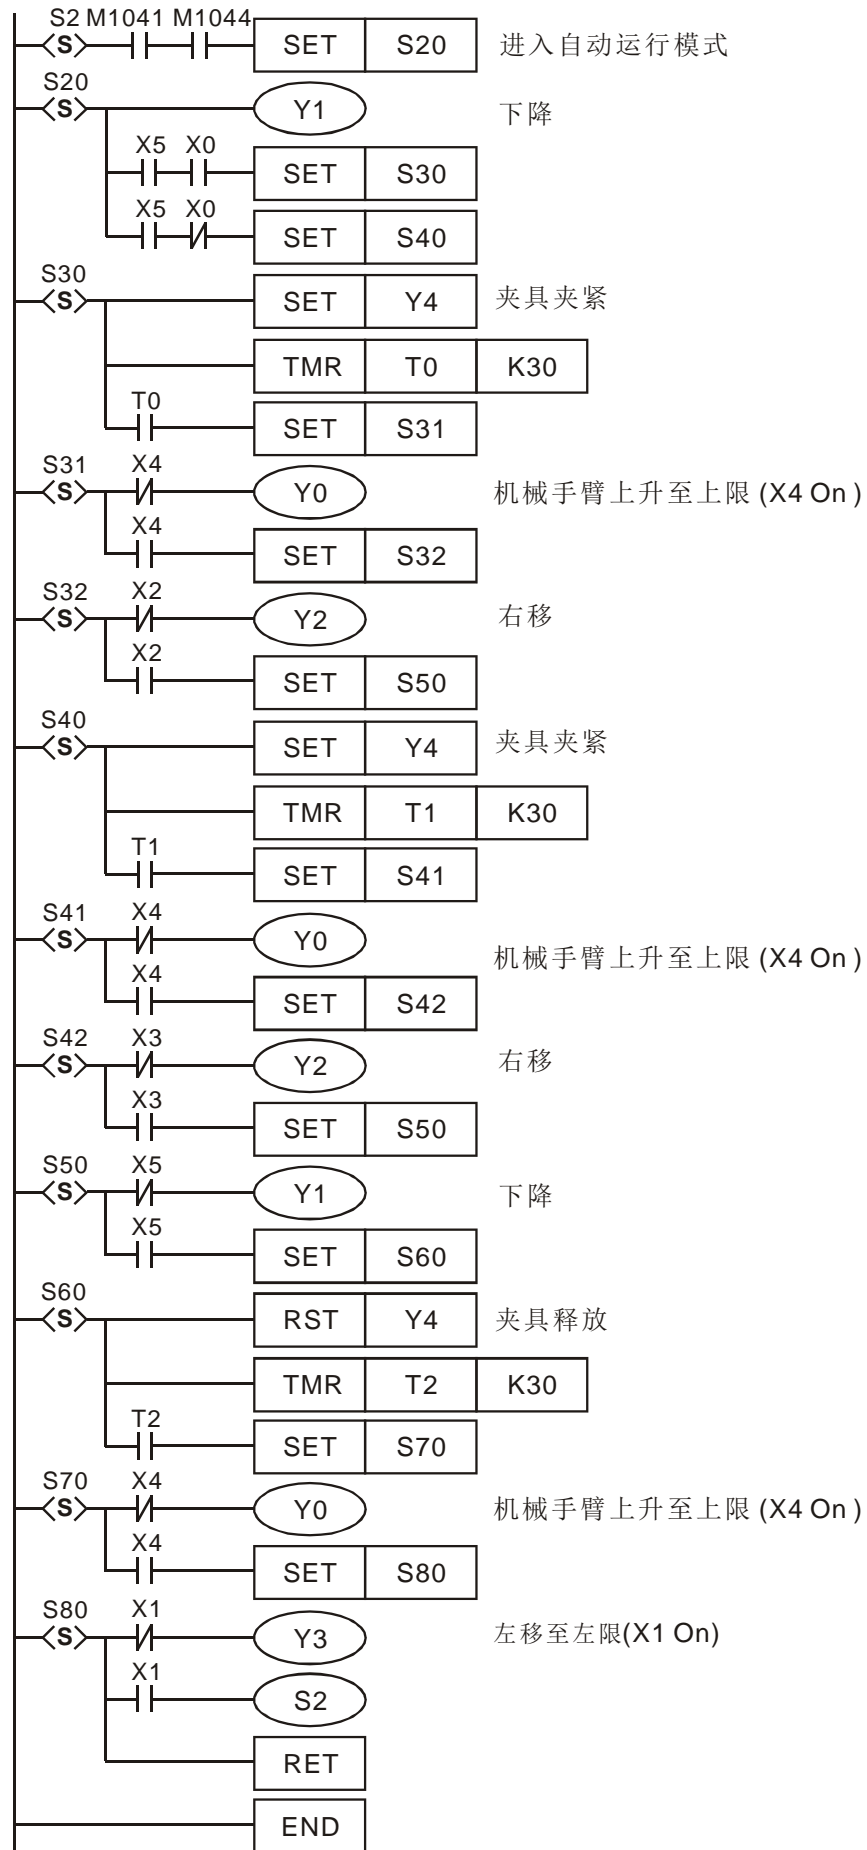 S2 M1041 M1044
S SET S20 进入自动运行模式
S20
S Y1 下降
X5 X0
SET S30
X5 X0
SET S40
S30
S SET Y4 夹具夹紧
TMR T0 K30
T0
SET S31
S31 X4
S Y0 机械手臂上升至上限 (X4 On )
X4
SET S32
S32 X2
S Y2 右移
X2
SET S50
S40
S SET Y4 夹具夹紧
TMR T1 K30
T1
SET S41
S41 X4
S Y0 机械手臂上升至上限 (X4 On )
X4
SET S42
S42 X3
S Y2 右移
X3
SET S50
S50 X5
S Y1 下降
X5
SET S60
S60
S RST Y4 夹具释放
TMR T2 K30
T2
SET S70
S70 X4
S Y0 机械手臂上升至上限 (X4 On )
X4
SET S80
S80 X1
S Y3 左移至左限(X1 On)
X1
S2
RET
END